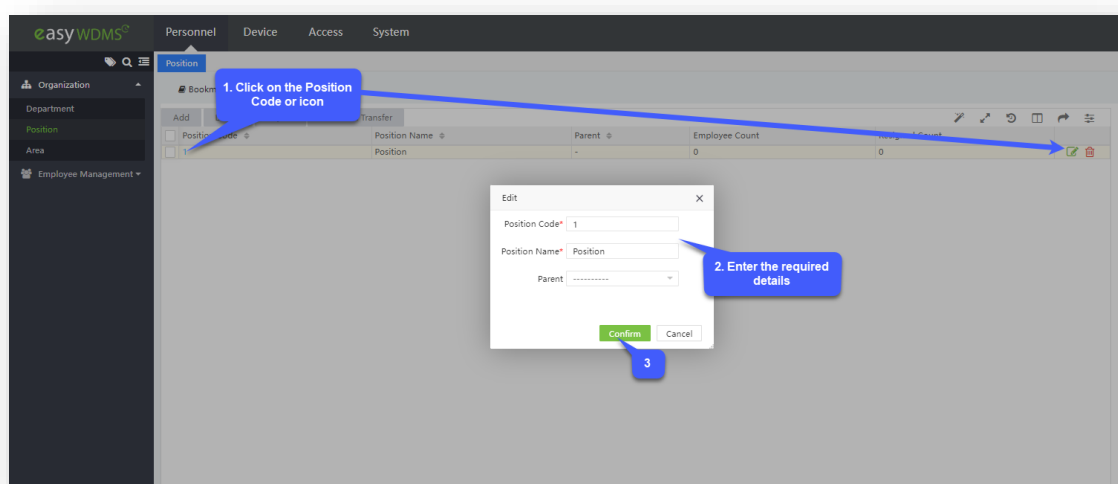 easy WDMS
Personnel Device Access System
Position
Organization
Department
Position
Area
Employee Management
1. Click on the Position
Code or icon
Add Transfer
Position Name Parent Employee Count
1 Position - 0 0
Edit
Position Code* 1
Position Name* Position
Parent ----------
Confirm Cancel
2. Enter the required
details
3